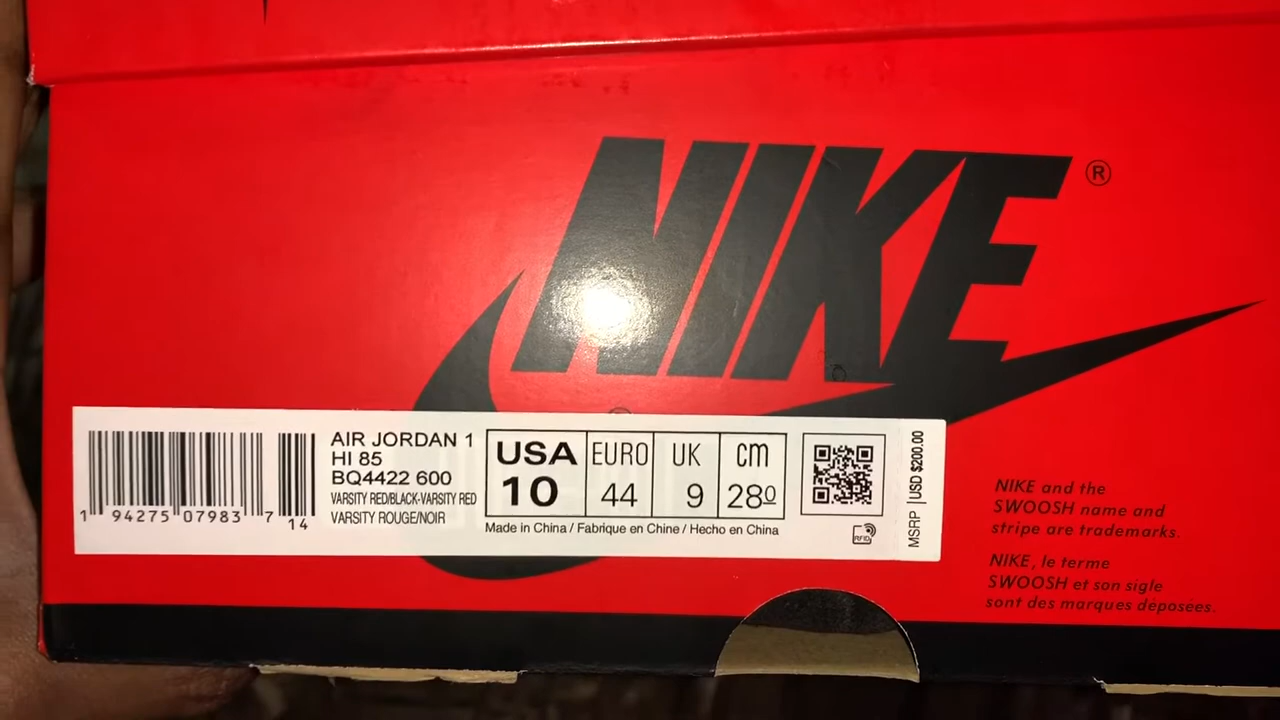 NIKE®
AIR JORDAN 1
HI 85
BQ4422 600
VARSITY RED/BLACK-VARSITY RED
VARSITY ROUGE/NOIR
1 94275 07983 7 14
USA EURO UK cm
10 44 9 28⁰
Made in China / Fabrique en Chine / Hecho en China
RFID
MSRP | USD $200.00
NIKE and the
SWOOSH name and
stripe are trademarks.
NIKE, le terme
SWOOSH et son sigle
sont des marques déposées.